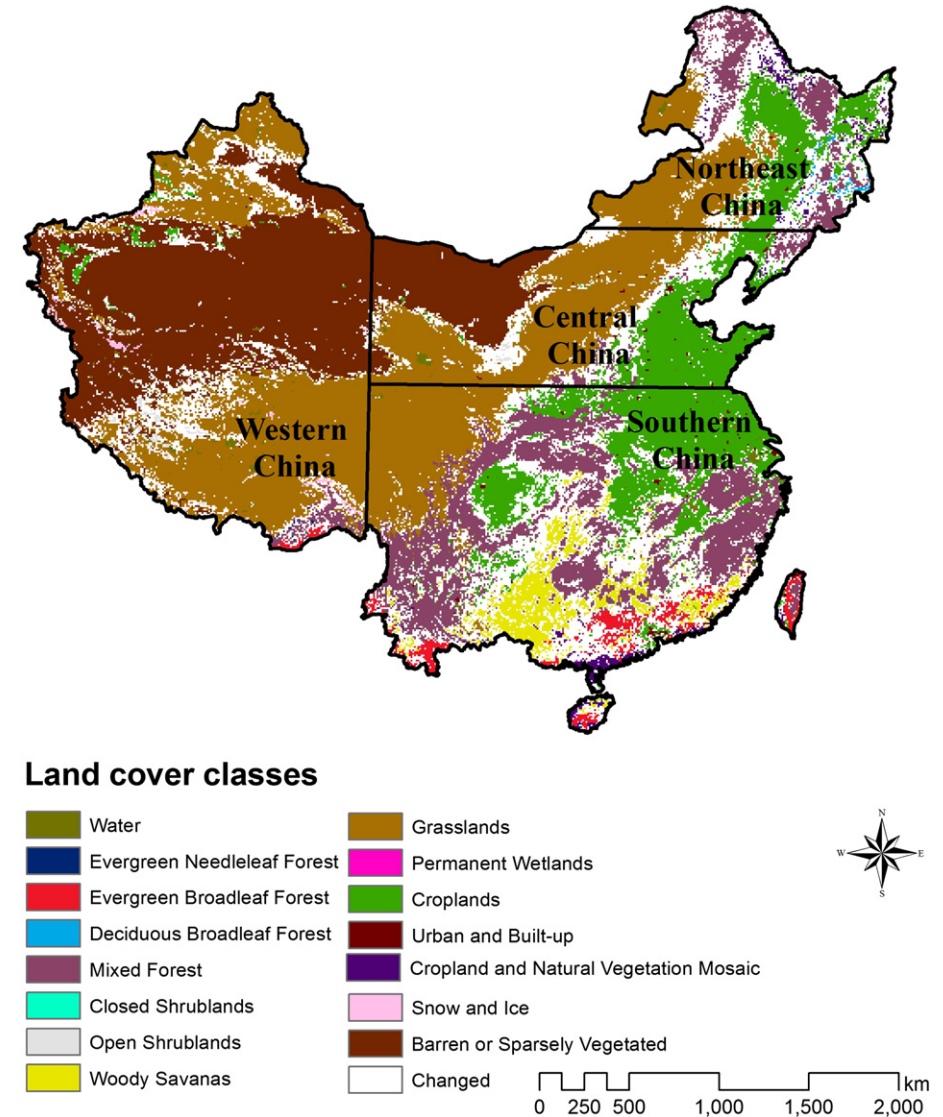 Northeast
China
Central
China
Western
China
Southern
China
Land cover classes
Water
Evergreen Needleleaf Forest
Evergreen Broadleaf Forest
Deciduous Broadleaf Forest
Mixed Forest
Closed Shrublands
Open Shrublands
Woody Savanas
Grasslands
Permanent Wetlands
Croplands
Urban and Built-up
Cropland and Natural Vegetation Mosaic
Snow and Ice
Barren or Sparsely Vegetated
Changed
N
W E
S
km
0 250 500 1,000 1,500 2,000